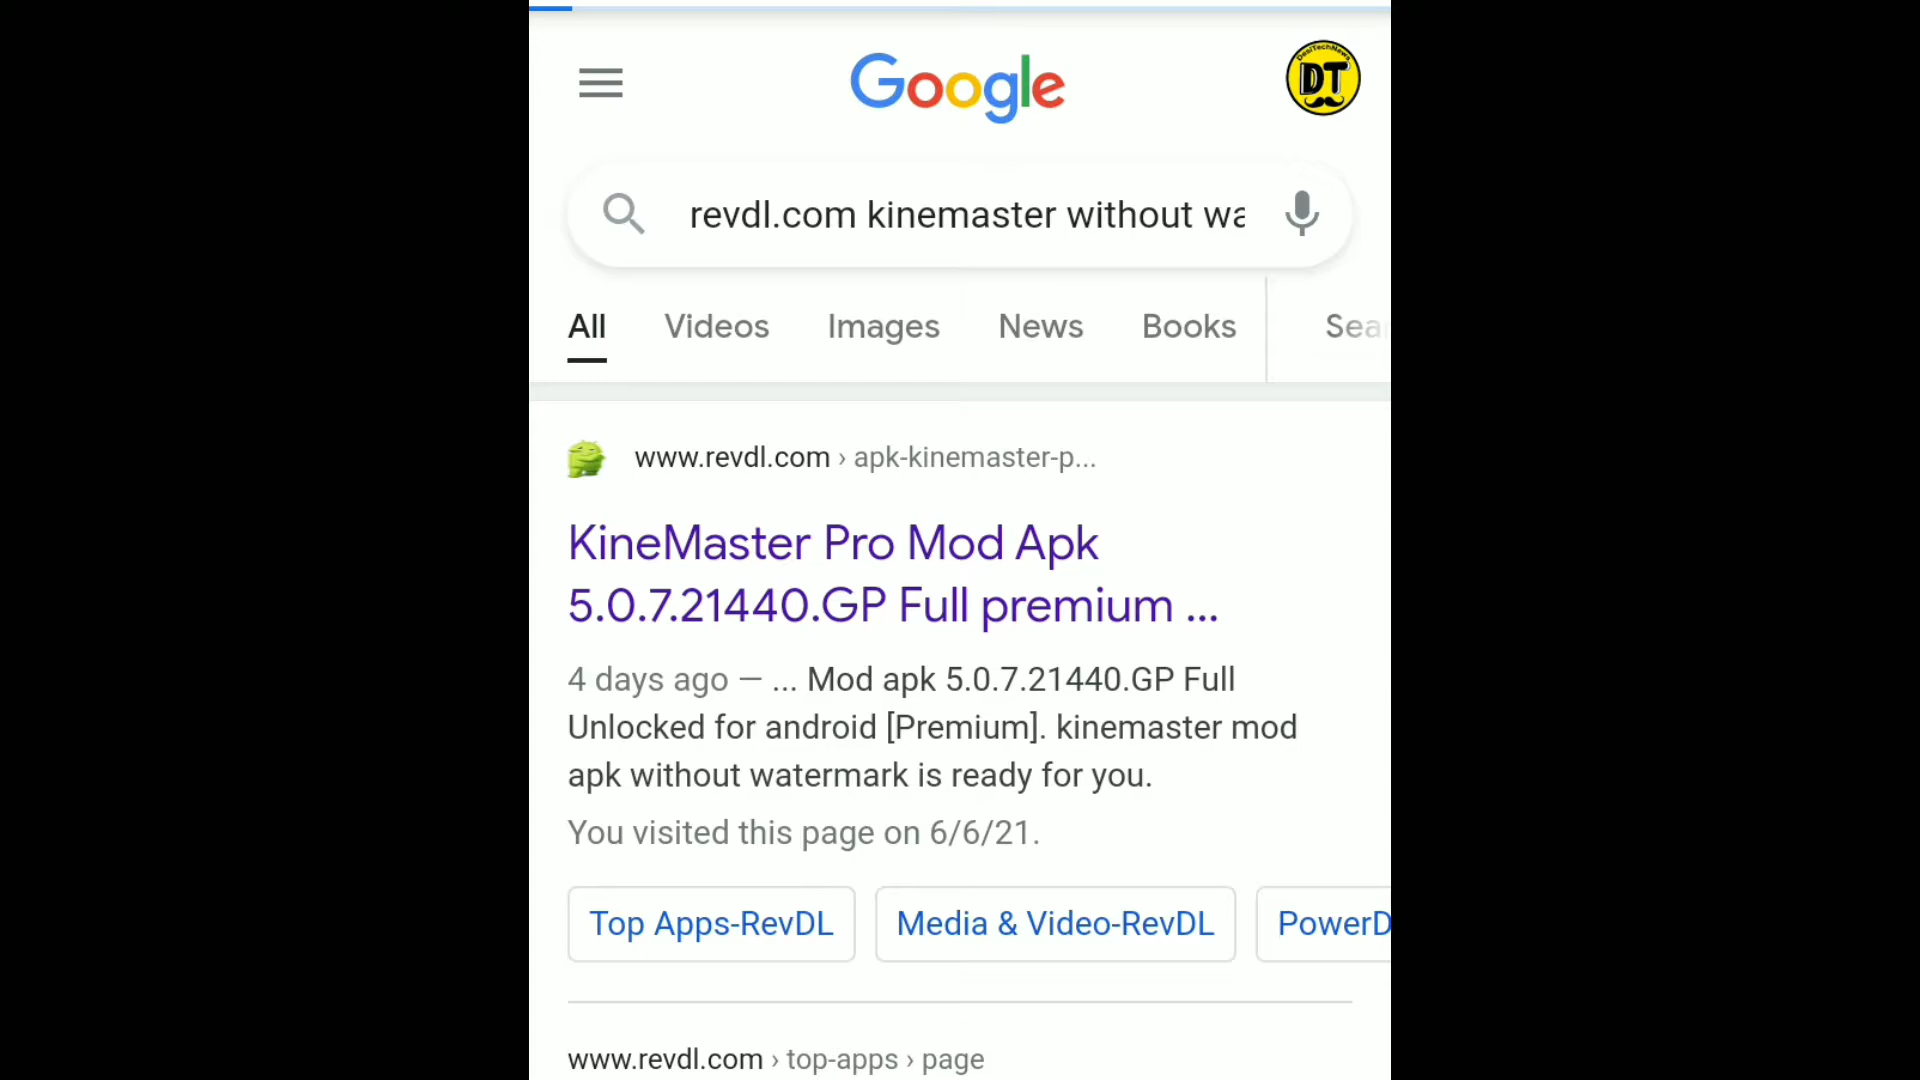 Google
DesiTechNews
DT
revdl.com kinemaster without wa
All Videos Images News Books Sea
www.revdl.com › apk-kinemaster-p...
KineMaster Pro Mod Apk
5.0.7.21440.GP Full premium ...
4 days ago — ... Mod apk 5.0.7.21440.GP Full
Unlocked for android [Premium]. kinemaster mod
apk without watermark is ready for you.
You visited this page on 6/6/21.
Top Apps-RevDL Media & Video-RevDL PowerD
www.revdl.com › top-apps › page